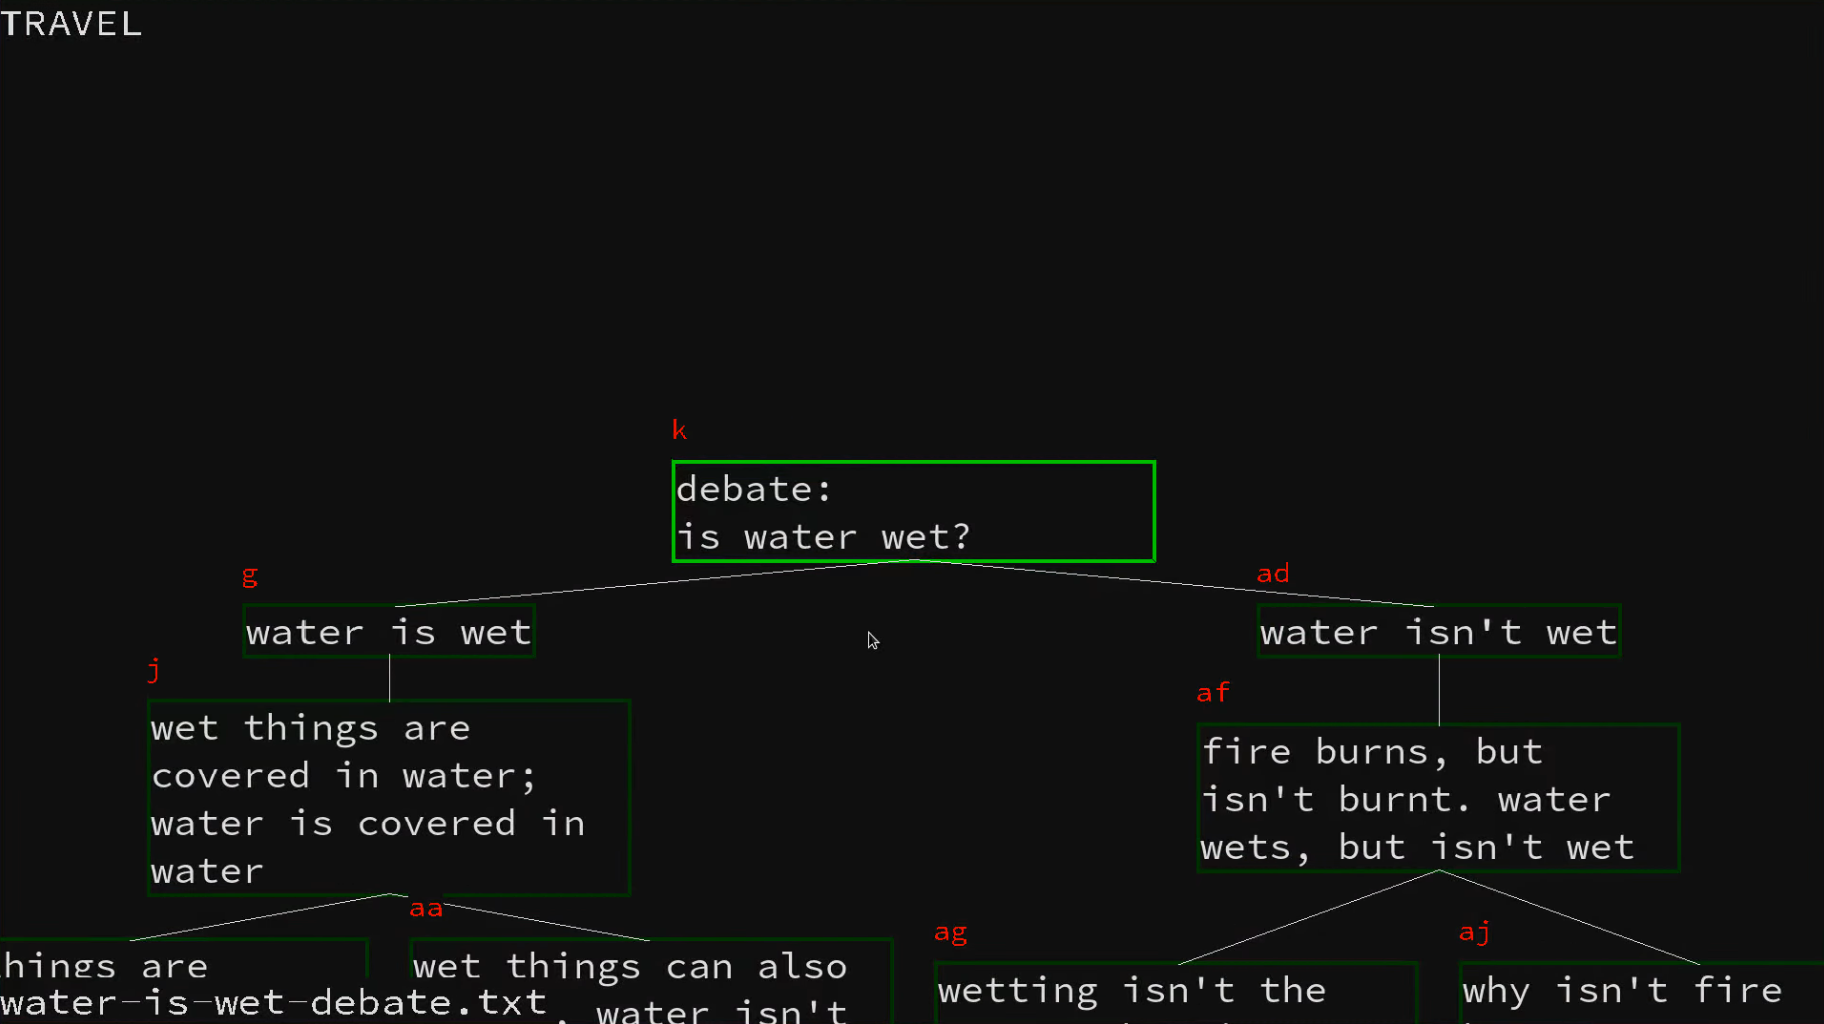 TRAVEL
k
debate:
is water wet?
g
water is wet
ad
water isn't wet
j
wet things are
covered in water;
water is covered in
water
af
fire burns, but
isn't burnt. water
wets, but isn't wet
things are
aa
wet things can also
. water isn't
ag
wetting isn't the
aj
why isn't fire
water-is-wet-debate.txt